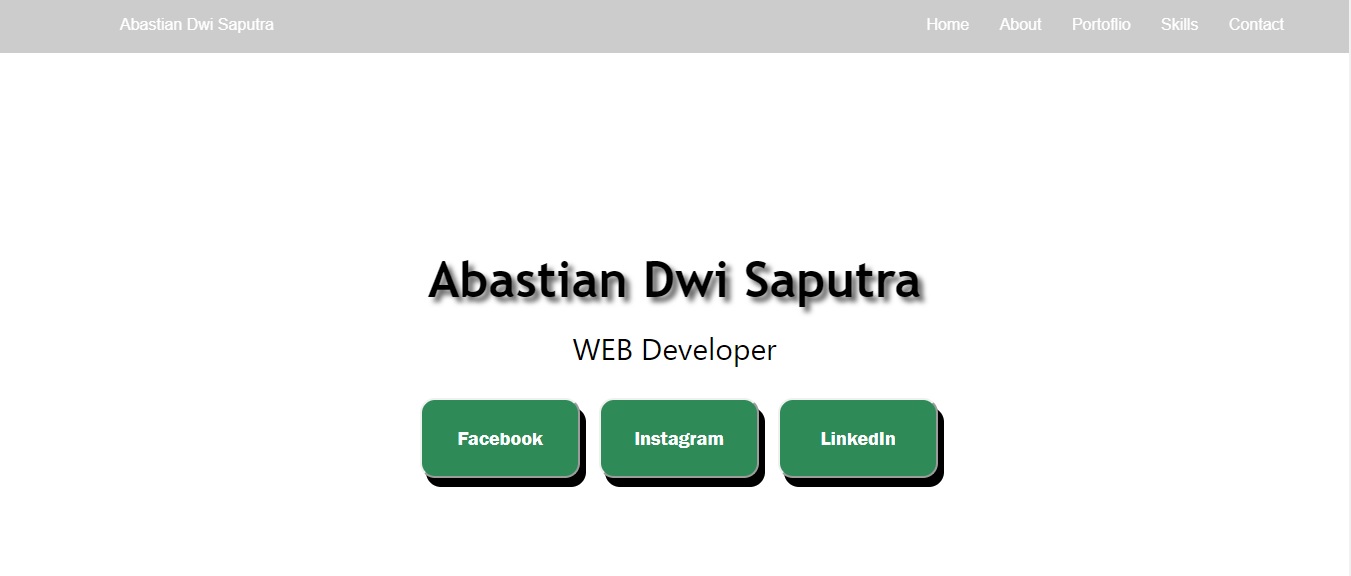 Abastian Dwi Saputra Home About Portoflio Skills Contact
Abastian Dwi Saputra
WEB Developer
Facebook Instagram LinkedIn